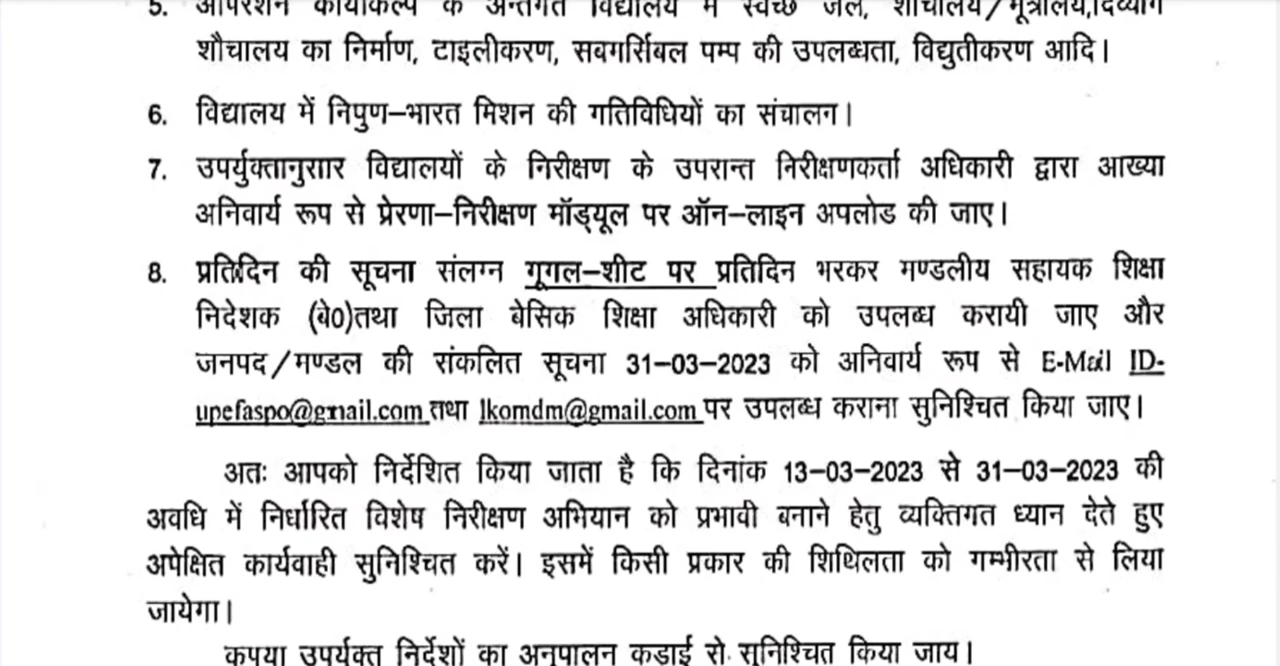 5. ऑपरेशन कायाकल्प के अन्तर्गत विद्यालय में स्वच्छ जल, शौचालय/मूत्रालय,दिव्यांग
शौचालय का निर्माण, टाइलीकरण, सबमर्सिबल पम्प की उपलब्धता, विद्युतीकरण आदि।
6. विद्यालय में निपुण–भारत मिशन की गतिविधियों का संचालन।
7. उपर्युक्तानुसार विद्यालयों के निरीक्षण के उपरान्त निरीक्षणकर्ता अधिकारी द्वारा आख्या
अनिवार्य रूप से प्रेरणा–निरीक्षण मॉड्यूल पर ऑन–लाइन अपलोड की जाए।
8. प्रतिदिन की सूचना संलग्न गूगल–शीट पर प्रतिदिन भरकर मण्डलीय सहायक शिक्षा
निदेशक (बे0)तथा जिला बेसिक शिक्षा अधिकारी को उपलब्ध करायी जाए और
जनपद/मण्डल की संकलित सूचना 31–03–2023 को अनिवार्य रूप से E-Mail ID-
upefaspo@gmail.com तथा lkomdm@gmail.com पर उपलब्ध कराना सुनिश्चित किया जाए।
अतः आपको निर्देशित किया जाता है कि दिनांक 13–03–2023 से 31–03–2023 की
अवधि में निर्धारित विशेष निरीक्षण अभियान को प्रभावी बनाने हेतु व्यक्तिगत ध्यान देते हुए
अपेक्षित कार्यवाही सुनिश्चित करें। इसमें किसी प्रकार की शिथिलता को गम्भीरता से लिया
जायेगा।
कृपया उपर्युक्त निर्देशों का अनुपालन कडाई से सुनिश्चित किया जाय।